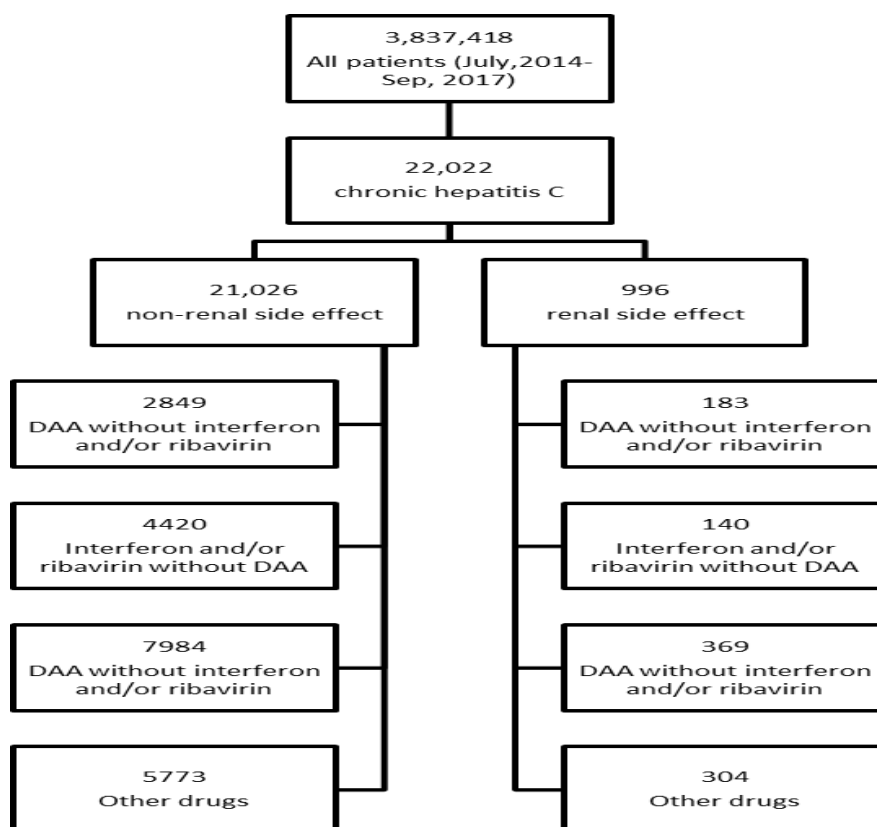 3,837,418
All patients (July,2014-
Sep, 2017)
22,022
chronic hepatitis C
21,026
non-renal side effect
996
renal side effect
2849
DAA without interferon
and/or ribavirin
183
DAA without interferon
and/or ribavirin
4420
Interferon and/or
ribavirin without DAA
140
Interferon and/or
ribavirin without DAA
7984
DAA without interferon
and/or ribavirin
369
DAA without interferon
and/or ribavirin
5773
Other drugs
304
Other drugs